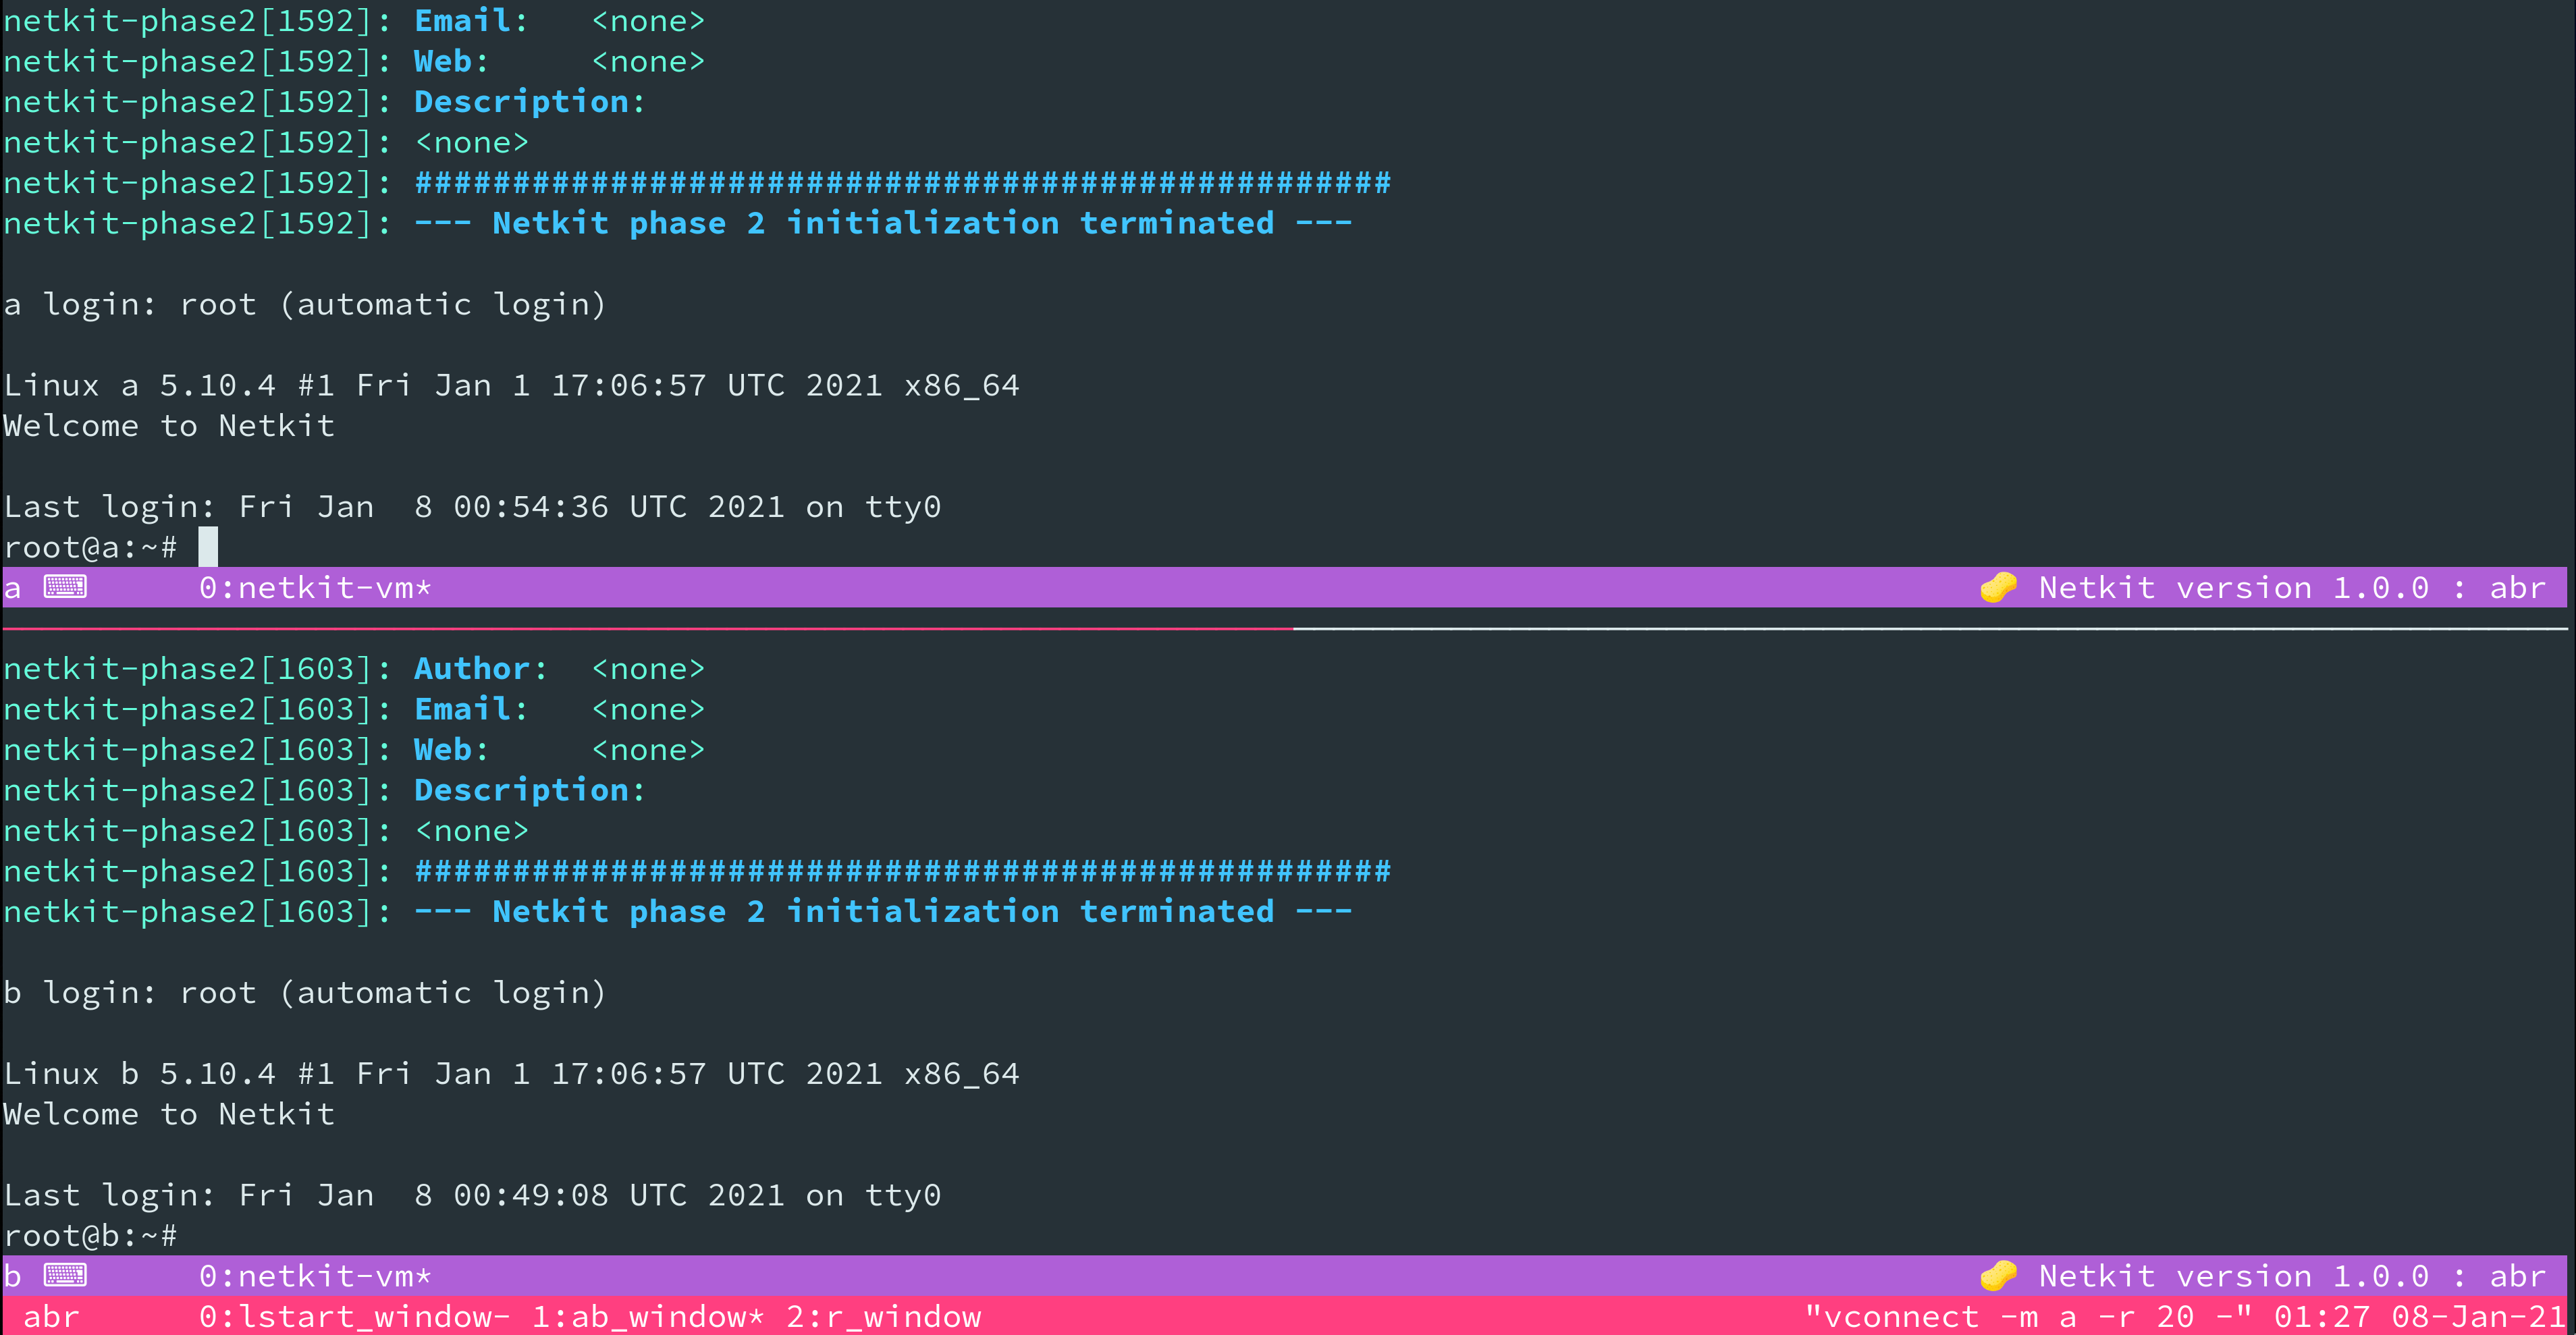 netkit-phase2[1592]: Email:   <none>
netkit-phase2[1592]: Web:     <none>
netkit-phase2[1592]: Description:
netkit-phase2[1592]: <none>
netkit-phase2[1592]: ##################################################
netkit-phase2[1592]: --- Netkit phase 2 initialization terminated ---
a login: root (automatic login)
Linux a 5.10.4 #1 Fri Jan 1 17:06:57 UTC 2021 x86_64
Welcome to Netkit
Last login: Fri Jan  8 00:54:36 UTC 2021 on tty0
root@a:~#
a ⌨ 0:netkit-vm* 🧽 Netkit version 1.0.0 : abr
netkit-phase2[1603]: Author:  <none>
netkit-phase2[1603]: Email:   <none>
netkit-phase2[1603]: Web:     <none>
netkit-phase2[1603]: Description:
netkit-phase2[1603]: <none>
netkit-phase2[1603]: ##################################################
netkit-phase2[1603]: --- Netkit phase 2 initialization terminated ---
b login: root (automatic login)
Linux b 5.10.4 #1 Fri Jan 1 17:06:57 UTC 2021 x86_64
Welcome to Netkit
Last login: Fri Jan  8 00:49:08 UTC 2021 on tty0
root@b:~#
b ⌨ 0:netkit-vm* 🧽 Netkit version 1.0.0 : abr
abr 0:lstart_window- 1:ab_window* 2:r_window "vconnect -m a -r 20 -" 01:27 08-Jan-21